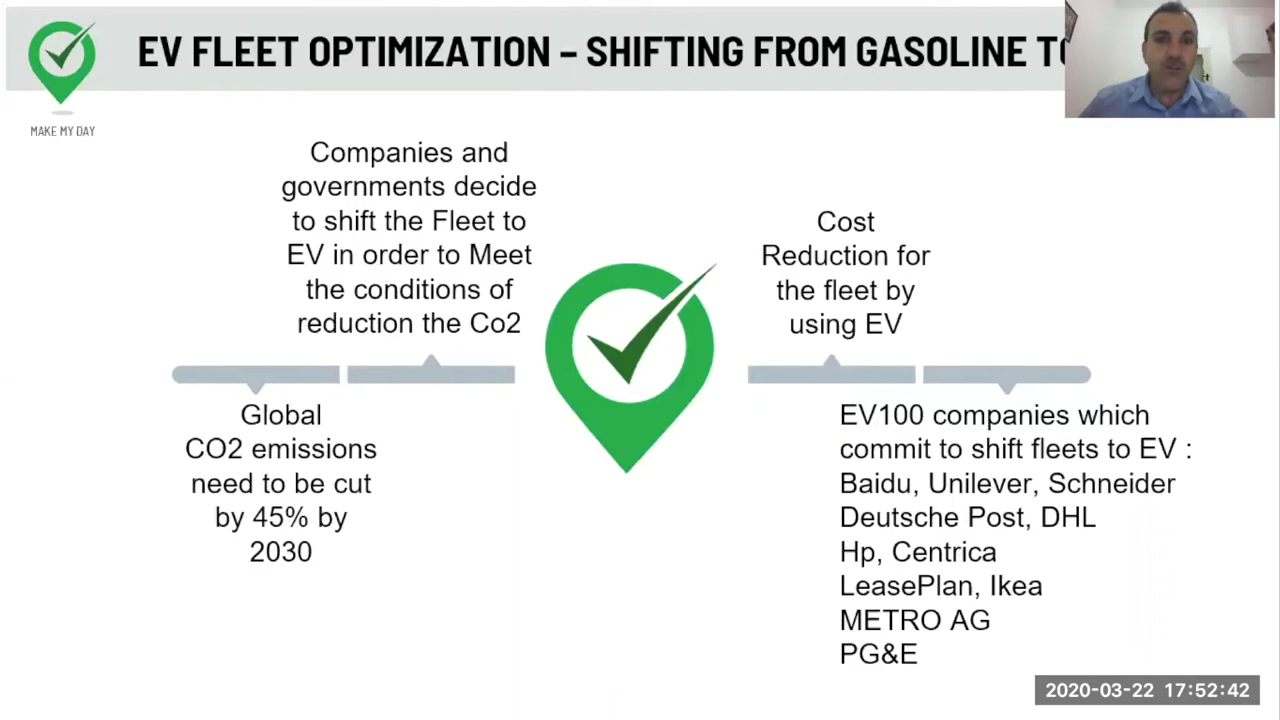 EV FLEET OPTIMIZATION – SHIFTING FROM GASOLINE
MAKE MY DAY
Companies and
governments decide
to shift the Fleet to
EV in order to Meet
the conditions of
reduction the Co2
Cost
Reduction for
the fleet by
using EV
Global
CO2 emissions
need to be cut
by 45% by
2030
EV100 companies which
commit to shift fleets to EV :
Baidu, Unilever, Schneider
Deutsche Post, DHL
Hp, Centrica
LeasePlan, Ikea
METRO AG
PG&E
2020-03-22 17:52:42